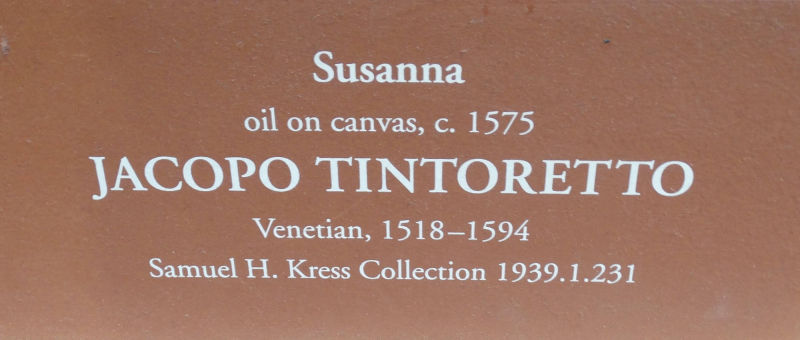 Susanna
oil on canvas, c. 1575
JACOPO TINTORETTO
Venetian, 1518–1594
Samuel H. Kress Collection 1939.1.231